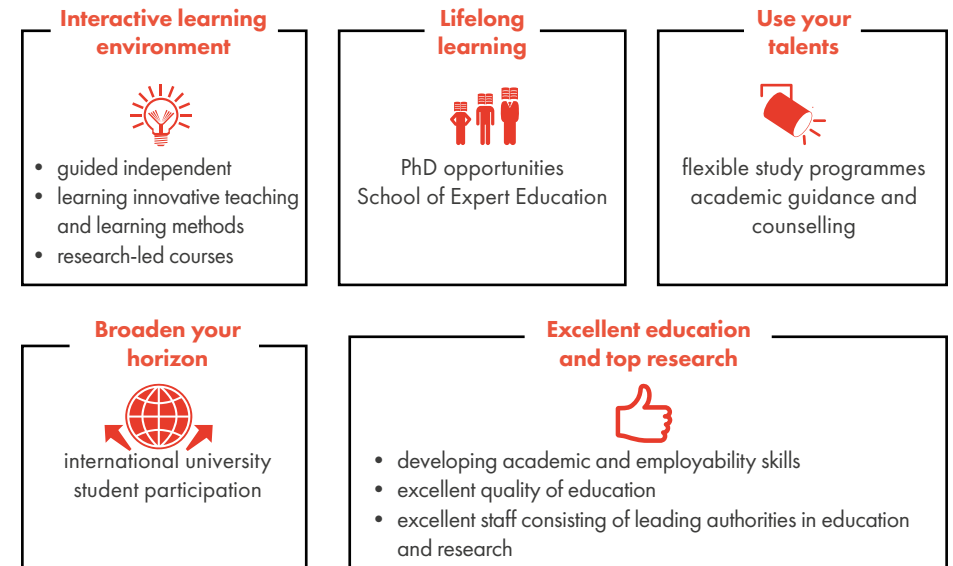 Interactive learning
environment
• guided independent
• learning innovative teaching
and learning methods
• research-led courses
Lifelong
learning
PhD opportunities
School of Expert Education
Use your
talents
flexible study programmes
academic guidance and
counselling
Broaden your
horizon
international university
student participation
Excellent education
and top research
• developing academic and employability skills
• excellent quality of education
• excellent staff consisting of leading authorities in education
and research